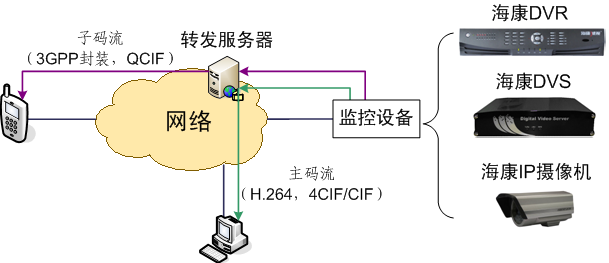 海康DVR
子码流
（3GPP封装，QCIF）
转发服务器
海康DVS
网络
监控设备
Digital Video Server
主码流
（H.264，4CIF/CIF）
海康IP摄像机